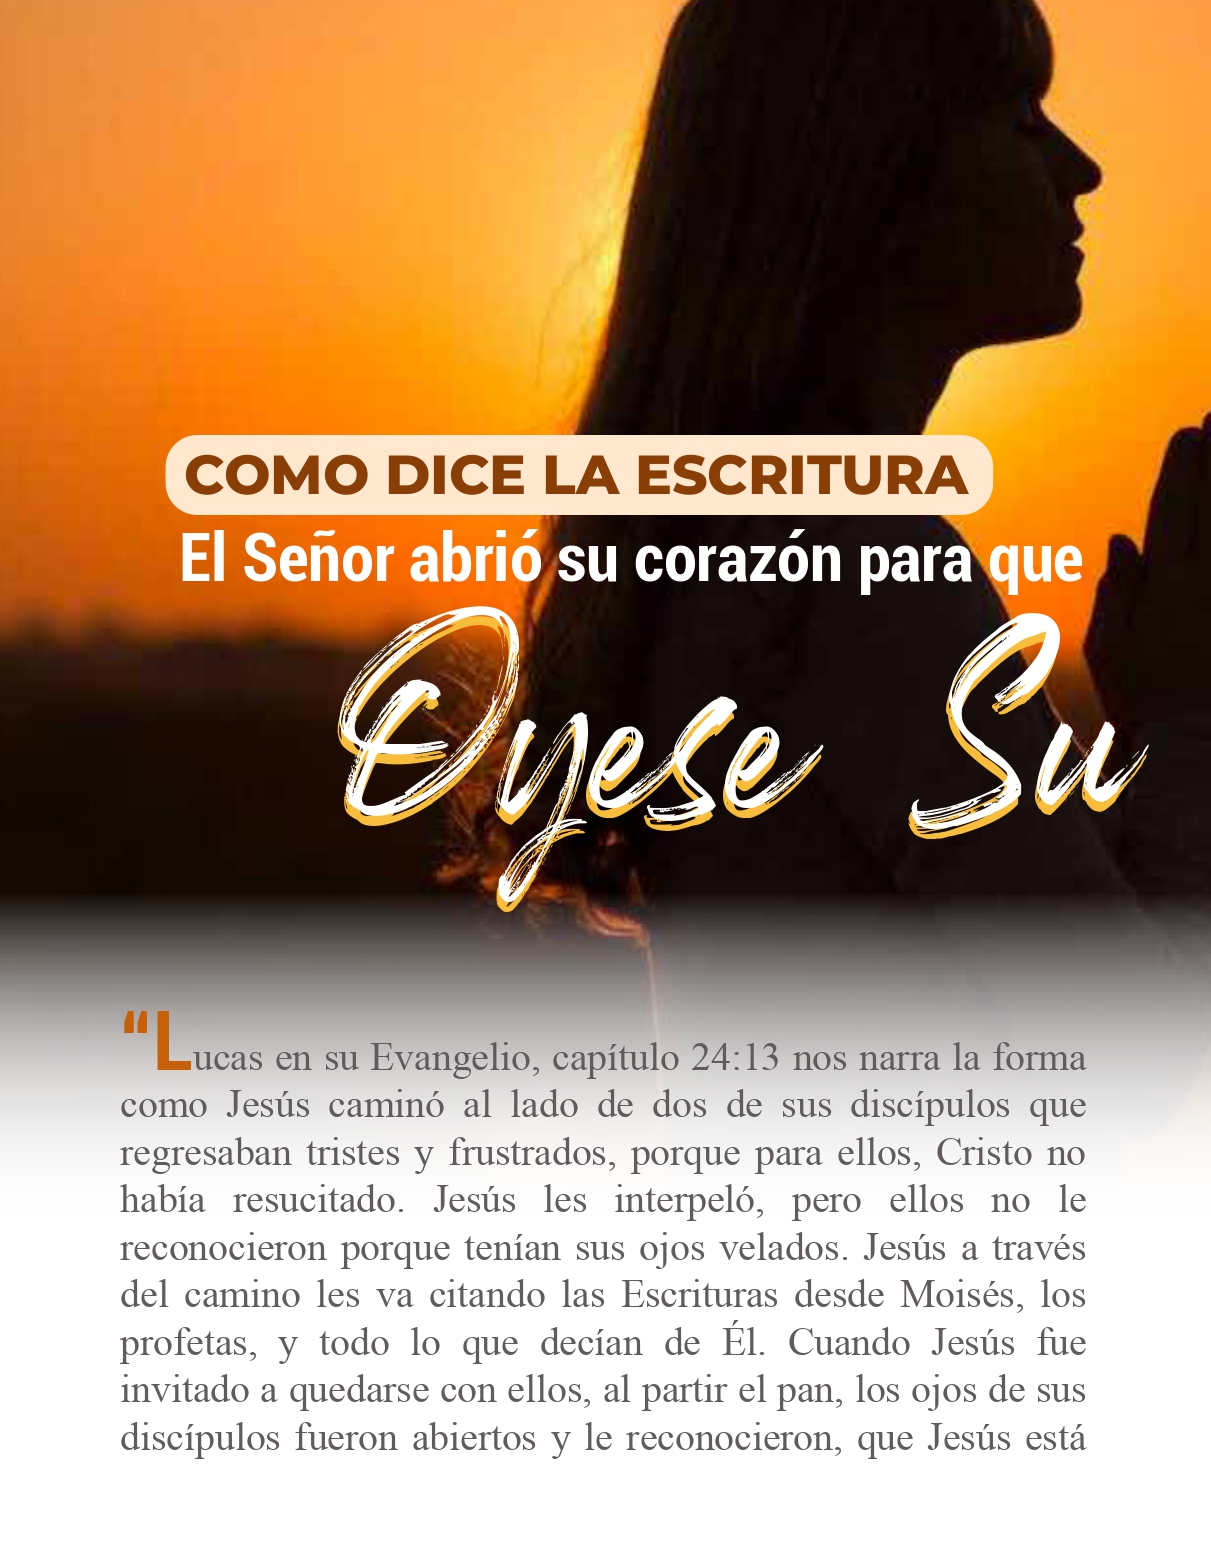 COMO DICE LA ESCRITURA
El Señor abrió su corazón para que
Oyese Su
“Lucas en su Evangelio, capítulo 24:13 nos narra la forma
como Jesús caminó al lado de dos de sus discípulos que
regresaban tristes y frustrados, porque para ellos, Cristo no
había resucitado. Jesús les interpeló, pero ellos no le
reconocieron porque tenían sus ojos velados. Jesús a través
del camino les va citando las Escrituras desde Moisés, los
profetas, y todo lo que decían de Él. Cuando Jesús fue
invitado a quedarse con ellos, al partir el pan, los ojos de sus
discípulos fueron abiertos y le reconocieron, que Jesús está